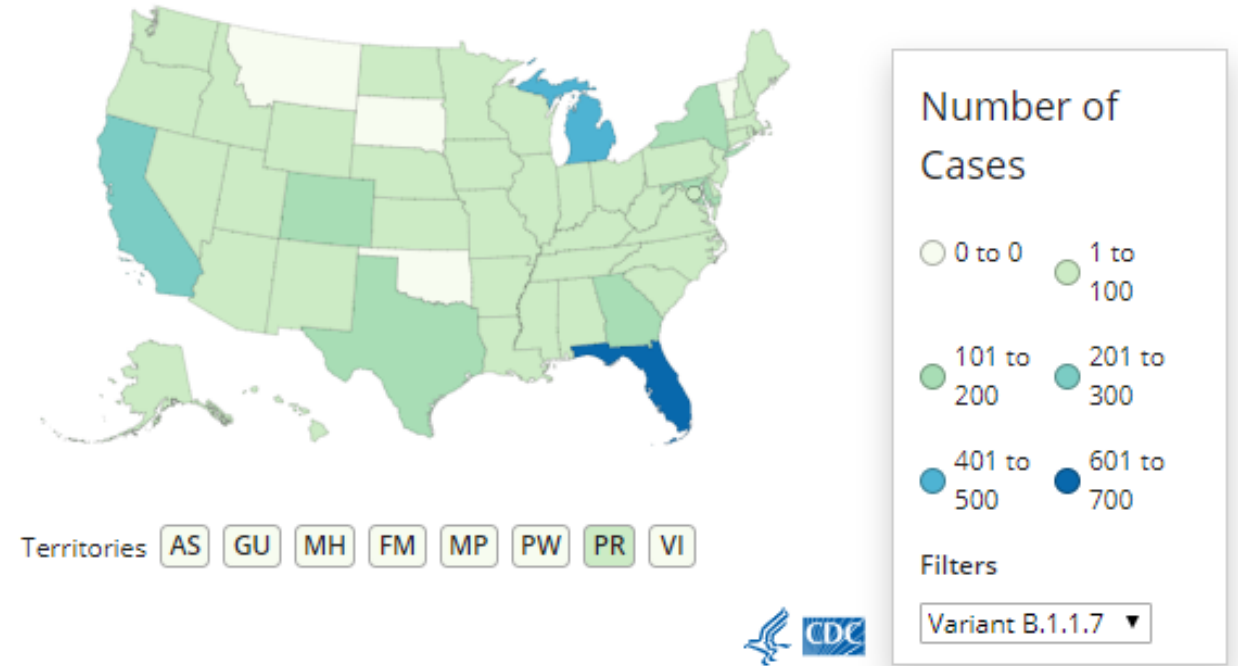 Number of
Cases
0 to 0
1 to
100
101 to
200
201 to
300
401 to
500
601 to
700
Filters
Variant B.1.1.7
Territories AS GU MH FM MP PW PR VI
CDC